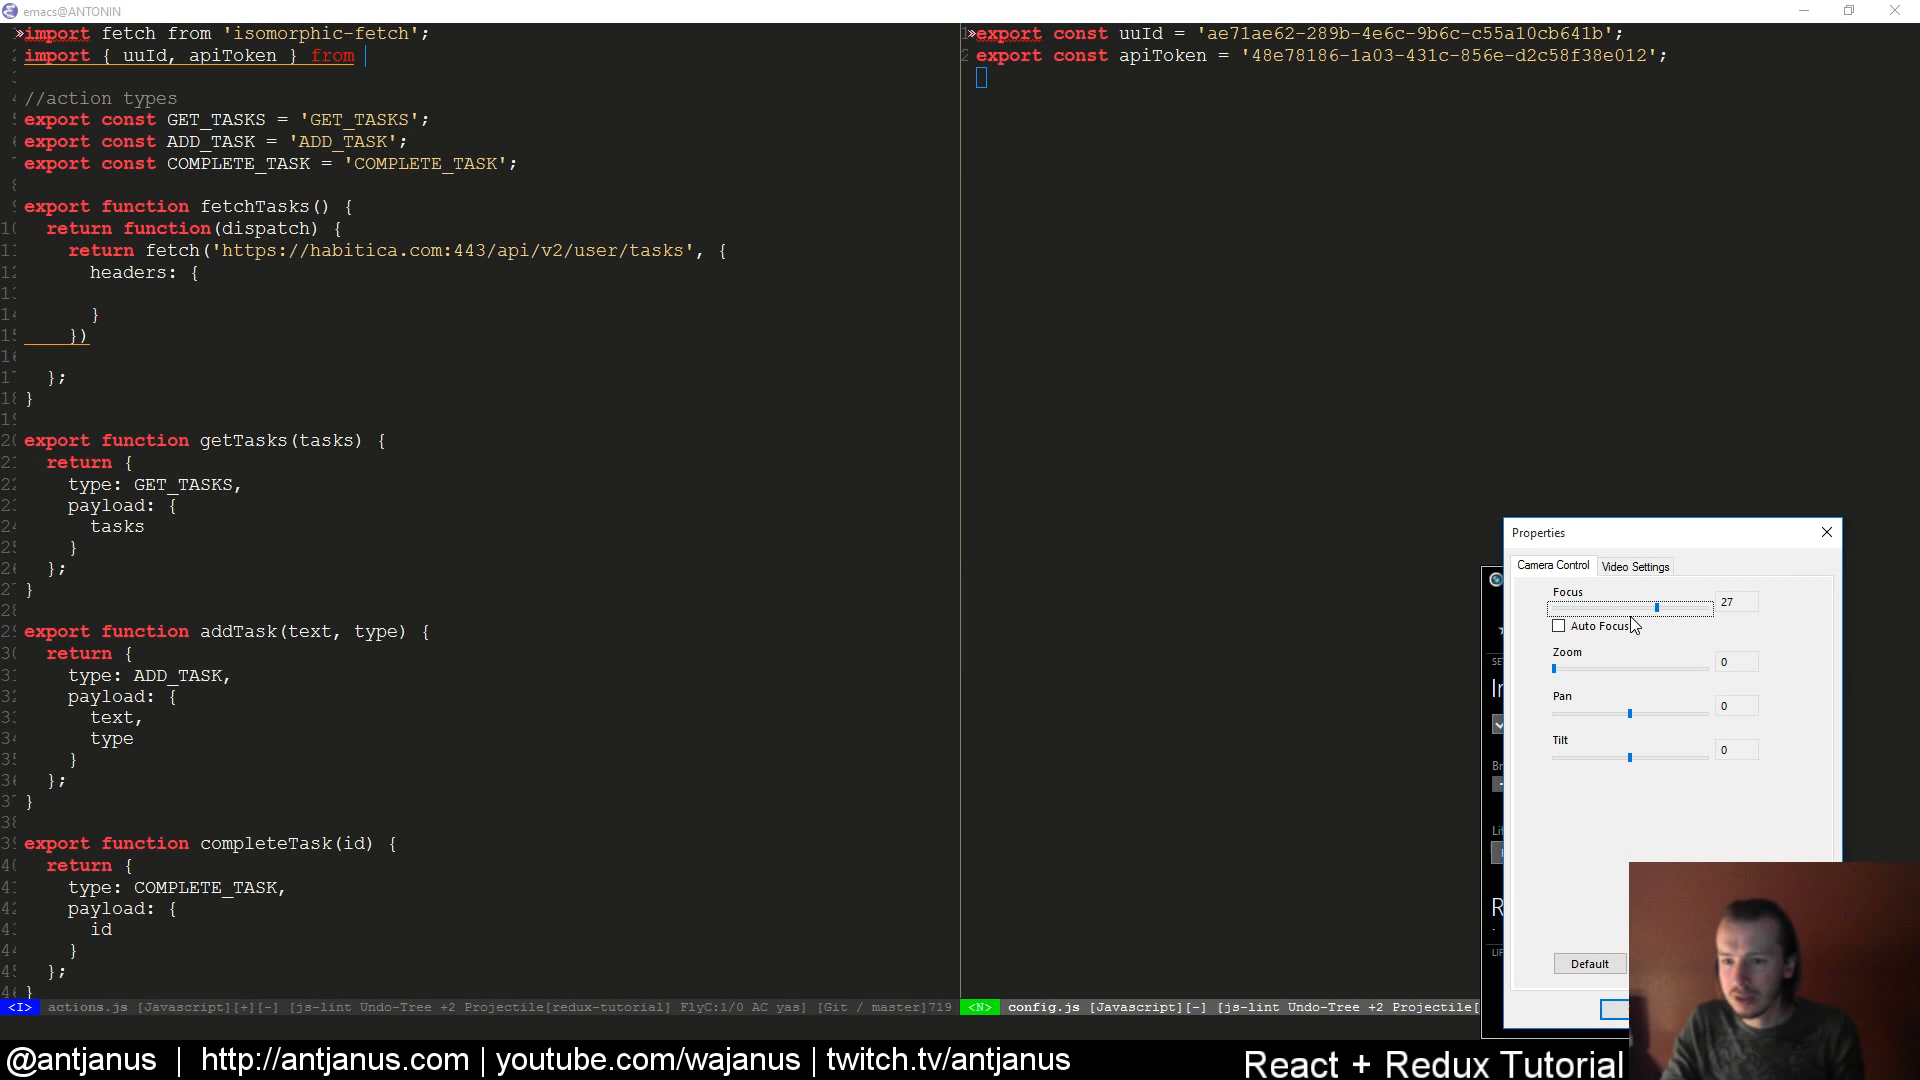 emacs@ANTONIN
import fetch from 'isomorphic-fetch';
import { uuId, apiToken } from
//action types
export const GET_TASKS = 'GET_TASKS';
export const ADD_TASK = 'ADD_TASK';
export const COMPLETE_TASK = 'COMPLETE_TASK';
export function fetchTasks() {
return function(dispatch) {
return fetch('https://habitica.com:443/api/v2/user/tasks', {
headers: {
}
})
};
}
export function getTasks(tasks) {
return {
type: GET_TASKS,
payload: {
tasks
}
};
}
export function addTask(text, type) {
return {
type: ADD_TASK,
payload: {
text,
type
}
};
}
export function completeTask(id) {
return {
type: COMPLETE_TASK,
payload: {
id
}
};
}
<I> actions.js [Javascript][+][-] [js-lint Undo-Tree +2 Projectile[redux-tutorial] FlyC:1/0 AC yas] [Git / master]719
1 export const uuId = 'ae71ae62-289b-4e6c-9b6c-c55a10cb641b';
2 export const apiToken = '48e78186-1a03-431c-856e-d2c58f38e012';
<N> config.js [Javascript][-] [js-lint Undo-Tree +2 Projectile[
Properties
Camera Control Video Settings
Focus
27
Auto Focus
Zoom
0
Pan
0
Tilt
0
Default
@antjanus | http://antjanus.com | youtube.com/wajanus | twitch.tv/antjanus
React + Redux Tutorial